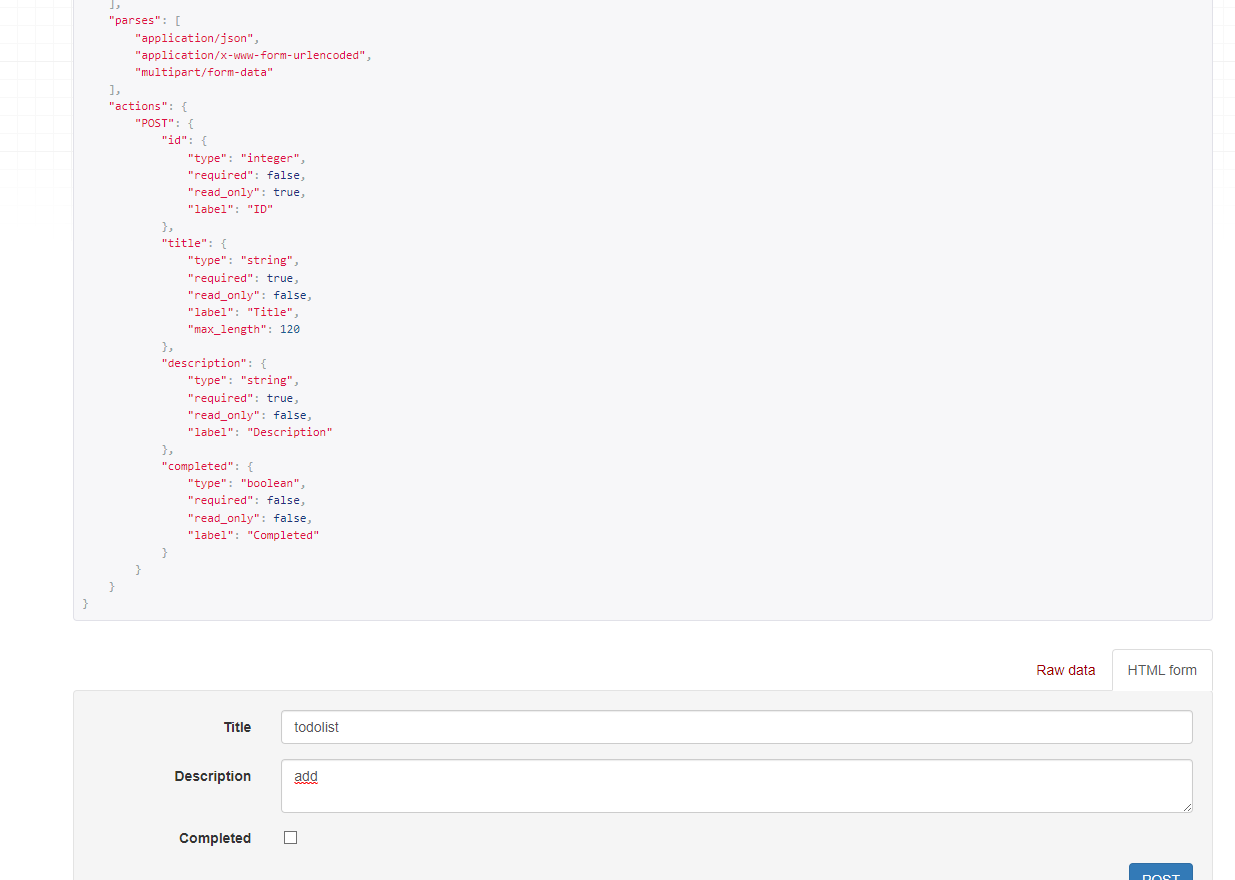 ],
"parses": [
"application/json",
"application/x-www-form-urlencoded",
"multipart/form-data"
],
"actions": {
"POST": {
"id": {
"type": "integer",
"required": false,
"read_only": true,
"label": "ID"
},
"title": {
"type": "string",
"required": true,
"read_only": false,
"label": "Title",
"max_length": 120
},
"description": {
"type": "string",
"required": true,
"read_only": false,
"label": "Description"
},
"completed": {
"type": "boolean",
"required": false,
"read_only": false,
"label": "Completed"
}
}
}
}
Raw data HTML form
Title todolist
Description add
Completed
POST